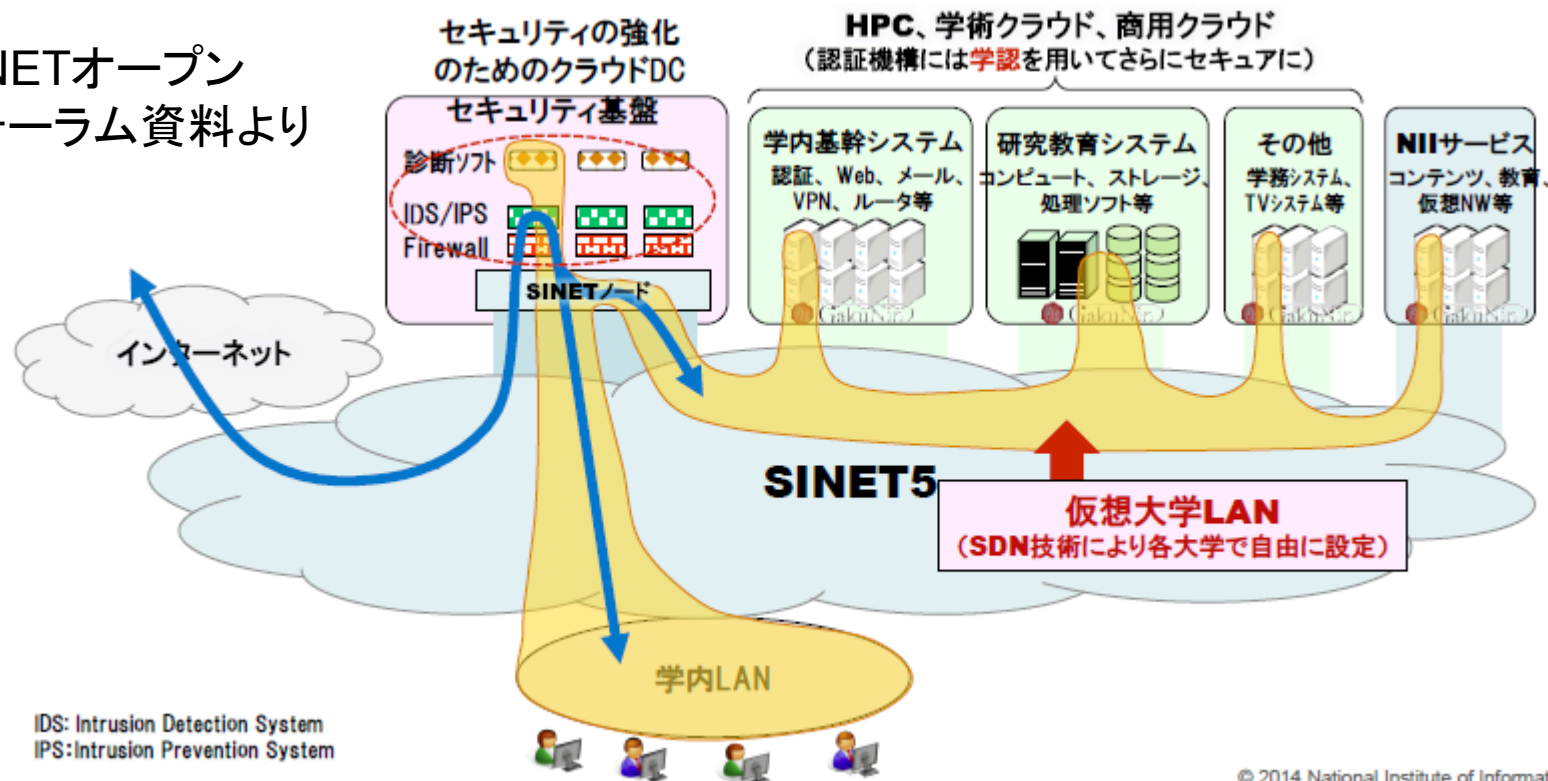 NETオープン
ーラム資料より
セキュリティの強化
のためのクラウドDC
セキュリティ基盤
診断ソフト
IDS/IPS
Firewall
SINETノード
インターネット
HPC、学術クラウド、商用クラウド
（認証機構には学認を用いてさらにセキュアに）
学内基幹システム
認証、Web、メール、
VPN、ルータ等
GakuNin
研究教育システム
コンピュート、ストレージ、
処理ソフト等
GakuNin
その他
学務システム、
TVシステム等
GakuNin
NIIサービス
コンテンツ、教育、
仮想NW等
GakuNin
SINET5
仮想大学LAN
（SDN技術により各大学で自由に設定）
学内LAN
IDS: Intrusion Detection System
IPS:Intrusion Prevention System
© 2014 National Institute of Informat